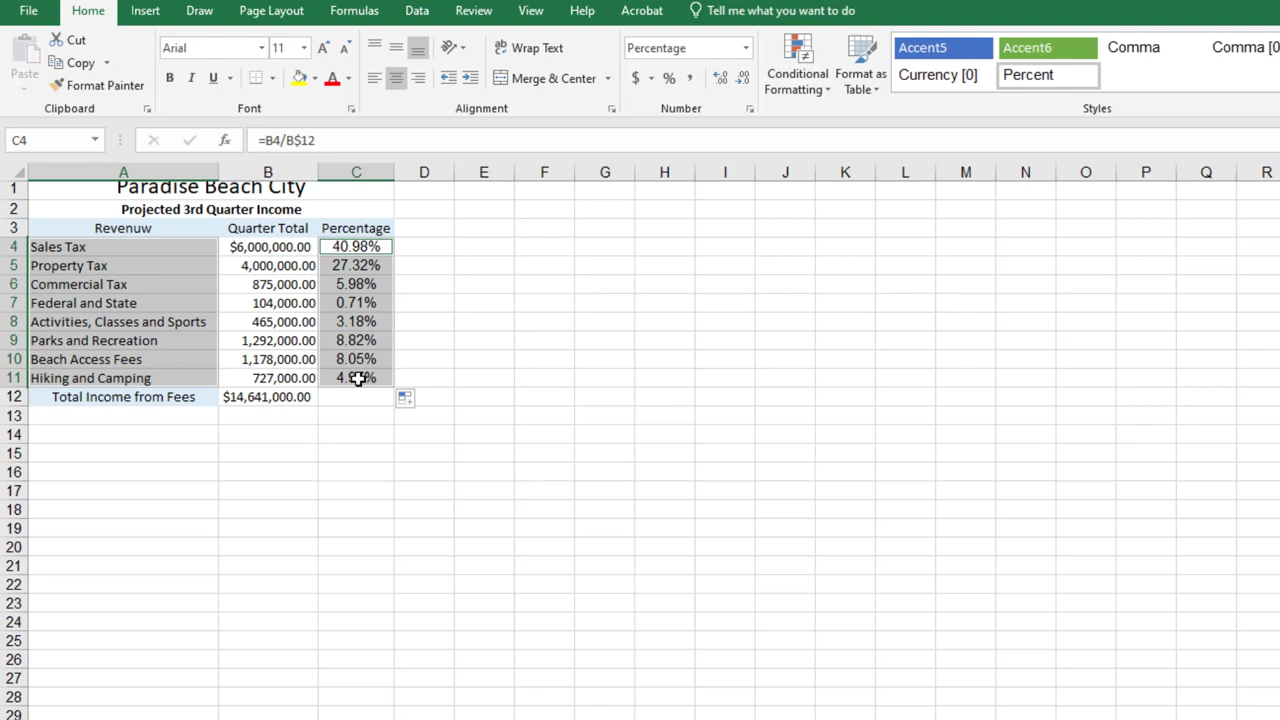 File Home Insert Draw Page Layout Formulas Data Review View Help Acrobat Tell me what you want to do
Paste
Cut
Copy
Format Painter
Clipboard
Arial 11
B I U
Font
Wrap Text
Merge & Center
Alignment
Percentage
$ %
Number
Conditional Formatting
Format as Table
Accent5 Accent6 Comma Comma [0
Currency [0] Percent
Styles
C4 fx =B4/B$12
A B C D E F G H I J K L M N O P Q R
1 Paradise Beach City
2 Projected 3rd Quarter Income
3 Revenuw Quarter Total Percentage
4 Sales Tax $6,000,000.00 40.98%
5 Property Tax 4,000,000.00 27.32%
6 Commercial Tax 875,000.00 5.98%
7 Federal and State 104,000.00 0.71%
8 Activities, Classes and Sports 465,000.00 3.18%
9 Parks and Recreation 1,292,000.00 8.82%
10 Beach Access Fees 1,178,000.00 8.05%
11 Hiking and Camping 727,000.00
12 Total Income from Fees $14,641,000.00
13
14
15
16
17
18
19
20
21
22
23
24
25
26
27
28
29